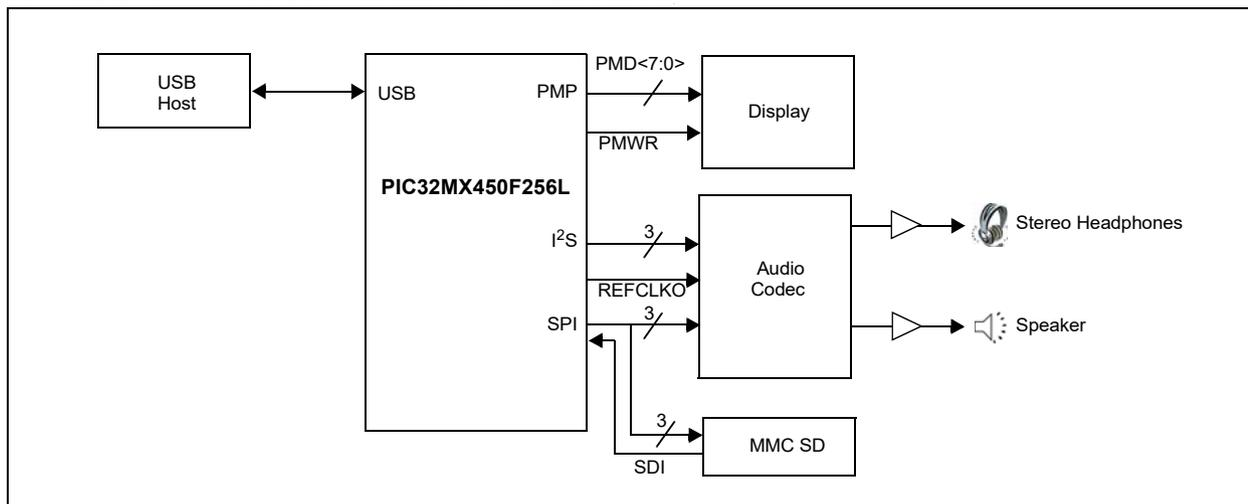 USB
Host
USB
PMP
PMD<7:0>
PMWR
Display
PIC32MX450F256L
I²S
3
REFCLKO
SPI
3
Audio
Codec
Stereo Headphones
Speaker
3
SDI
MMC SD